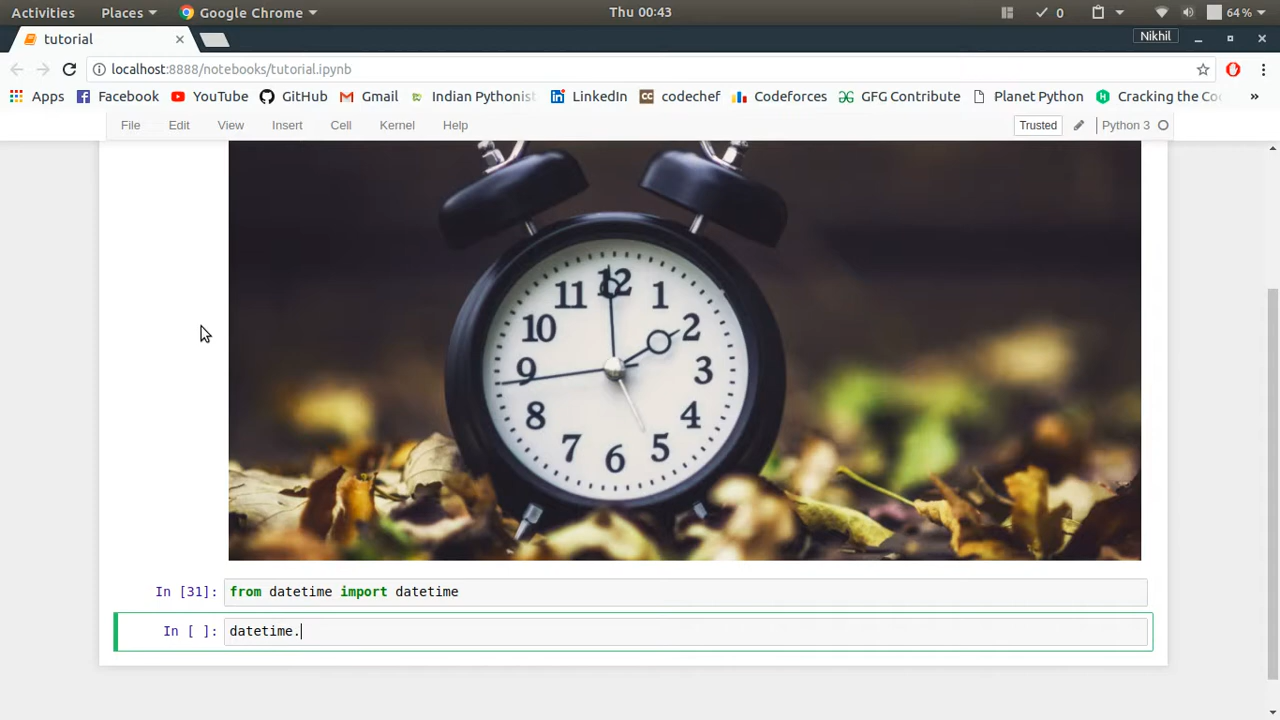 Activities Places Google Chrome Thu 00:43 0 64%
tutorial Nikhil
localhost:8888/notebooks/tutorial.ipynb
Apps Facebook YouTube GitHub Gmail Indian Pythonist LinkedIn CC codechef Codeforces GFG Contribute Planet Python Cracking the Co »
File Edit View Insert Cell Kernel Help Trusted Python 3
12
11 1
10 2
9 3
8 4
7 5
6
In [31]: from datetime import datetime
In [ ]: datetime.